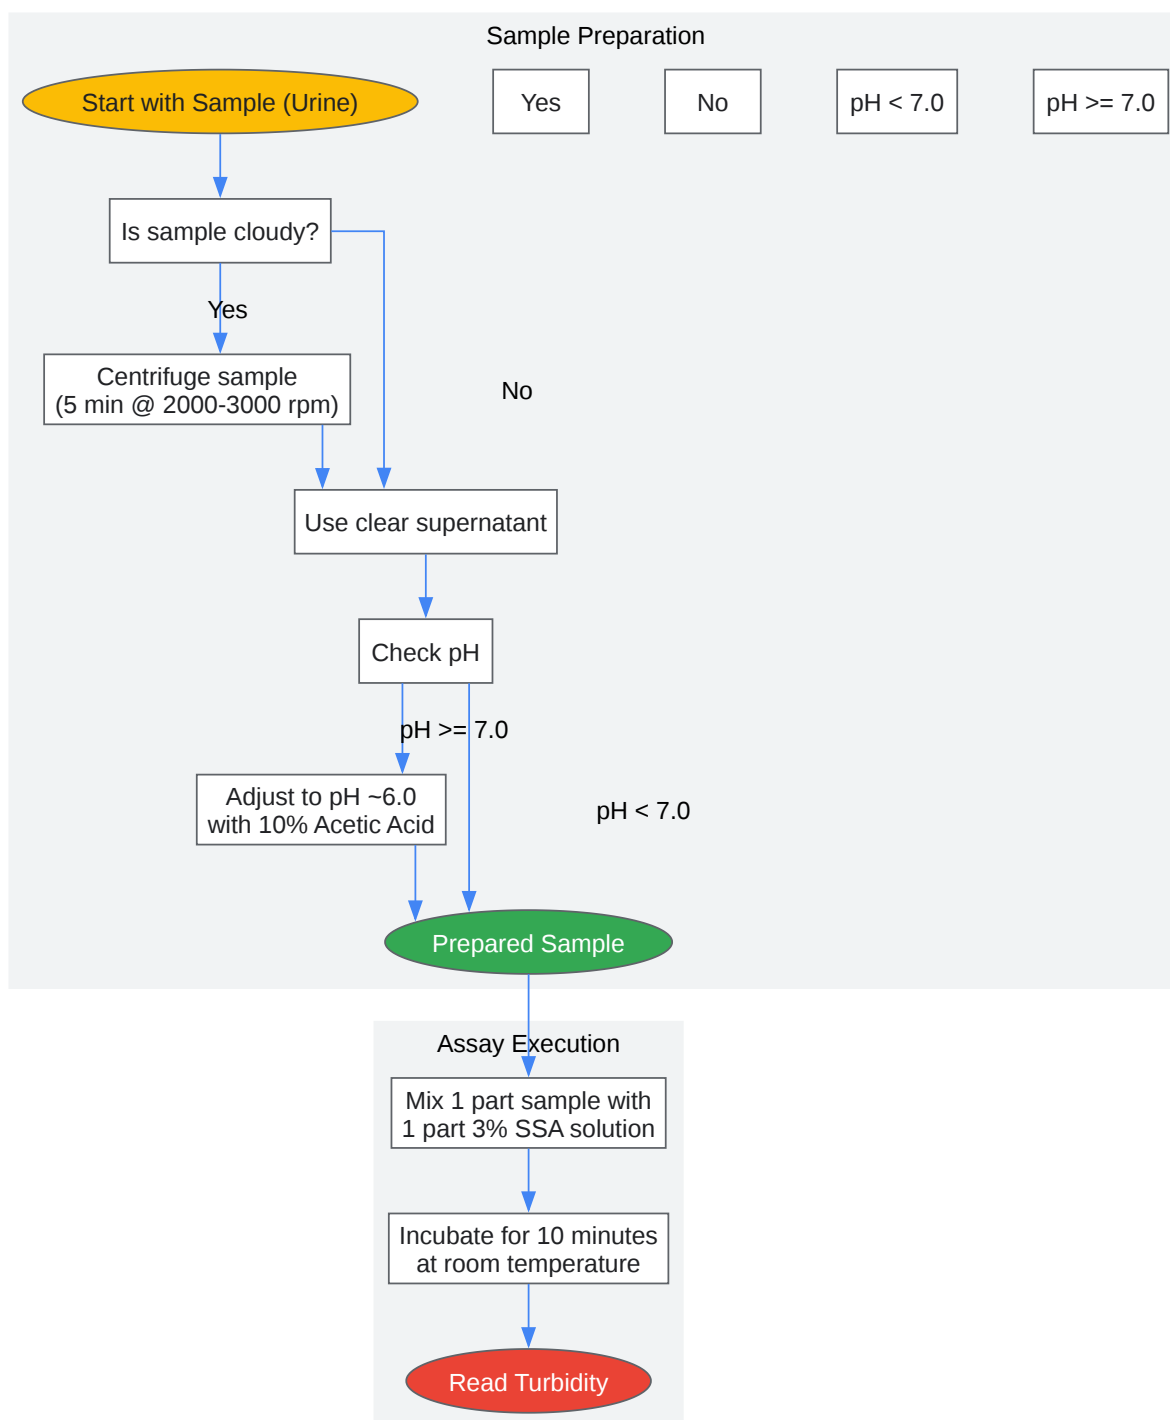 Sample Preparation
Start with Sample (Urine)
Yes
No
pH < 7.0
pH >= 7.0
Is sample cloudy?
Yes
Centrifuge sample
(5 min @ 2000-3000 rpm)
No
Use clear supernatant
Check pH
pH >= 7.0
Adjust to pH ~6.0
with 10% Acetic Acid
pH < 7.0
Prepared Sample
Assay Execution
Mix 1 part sample with
1 part 3% SSA solution
Incubate for 10 minutes
at room temperature
Read Turbidity